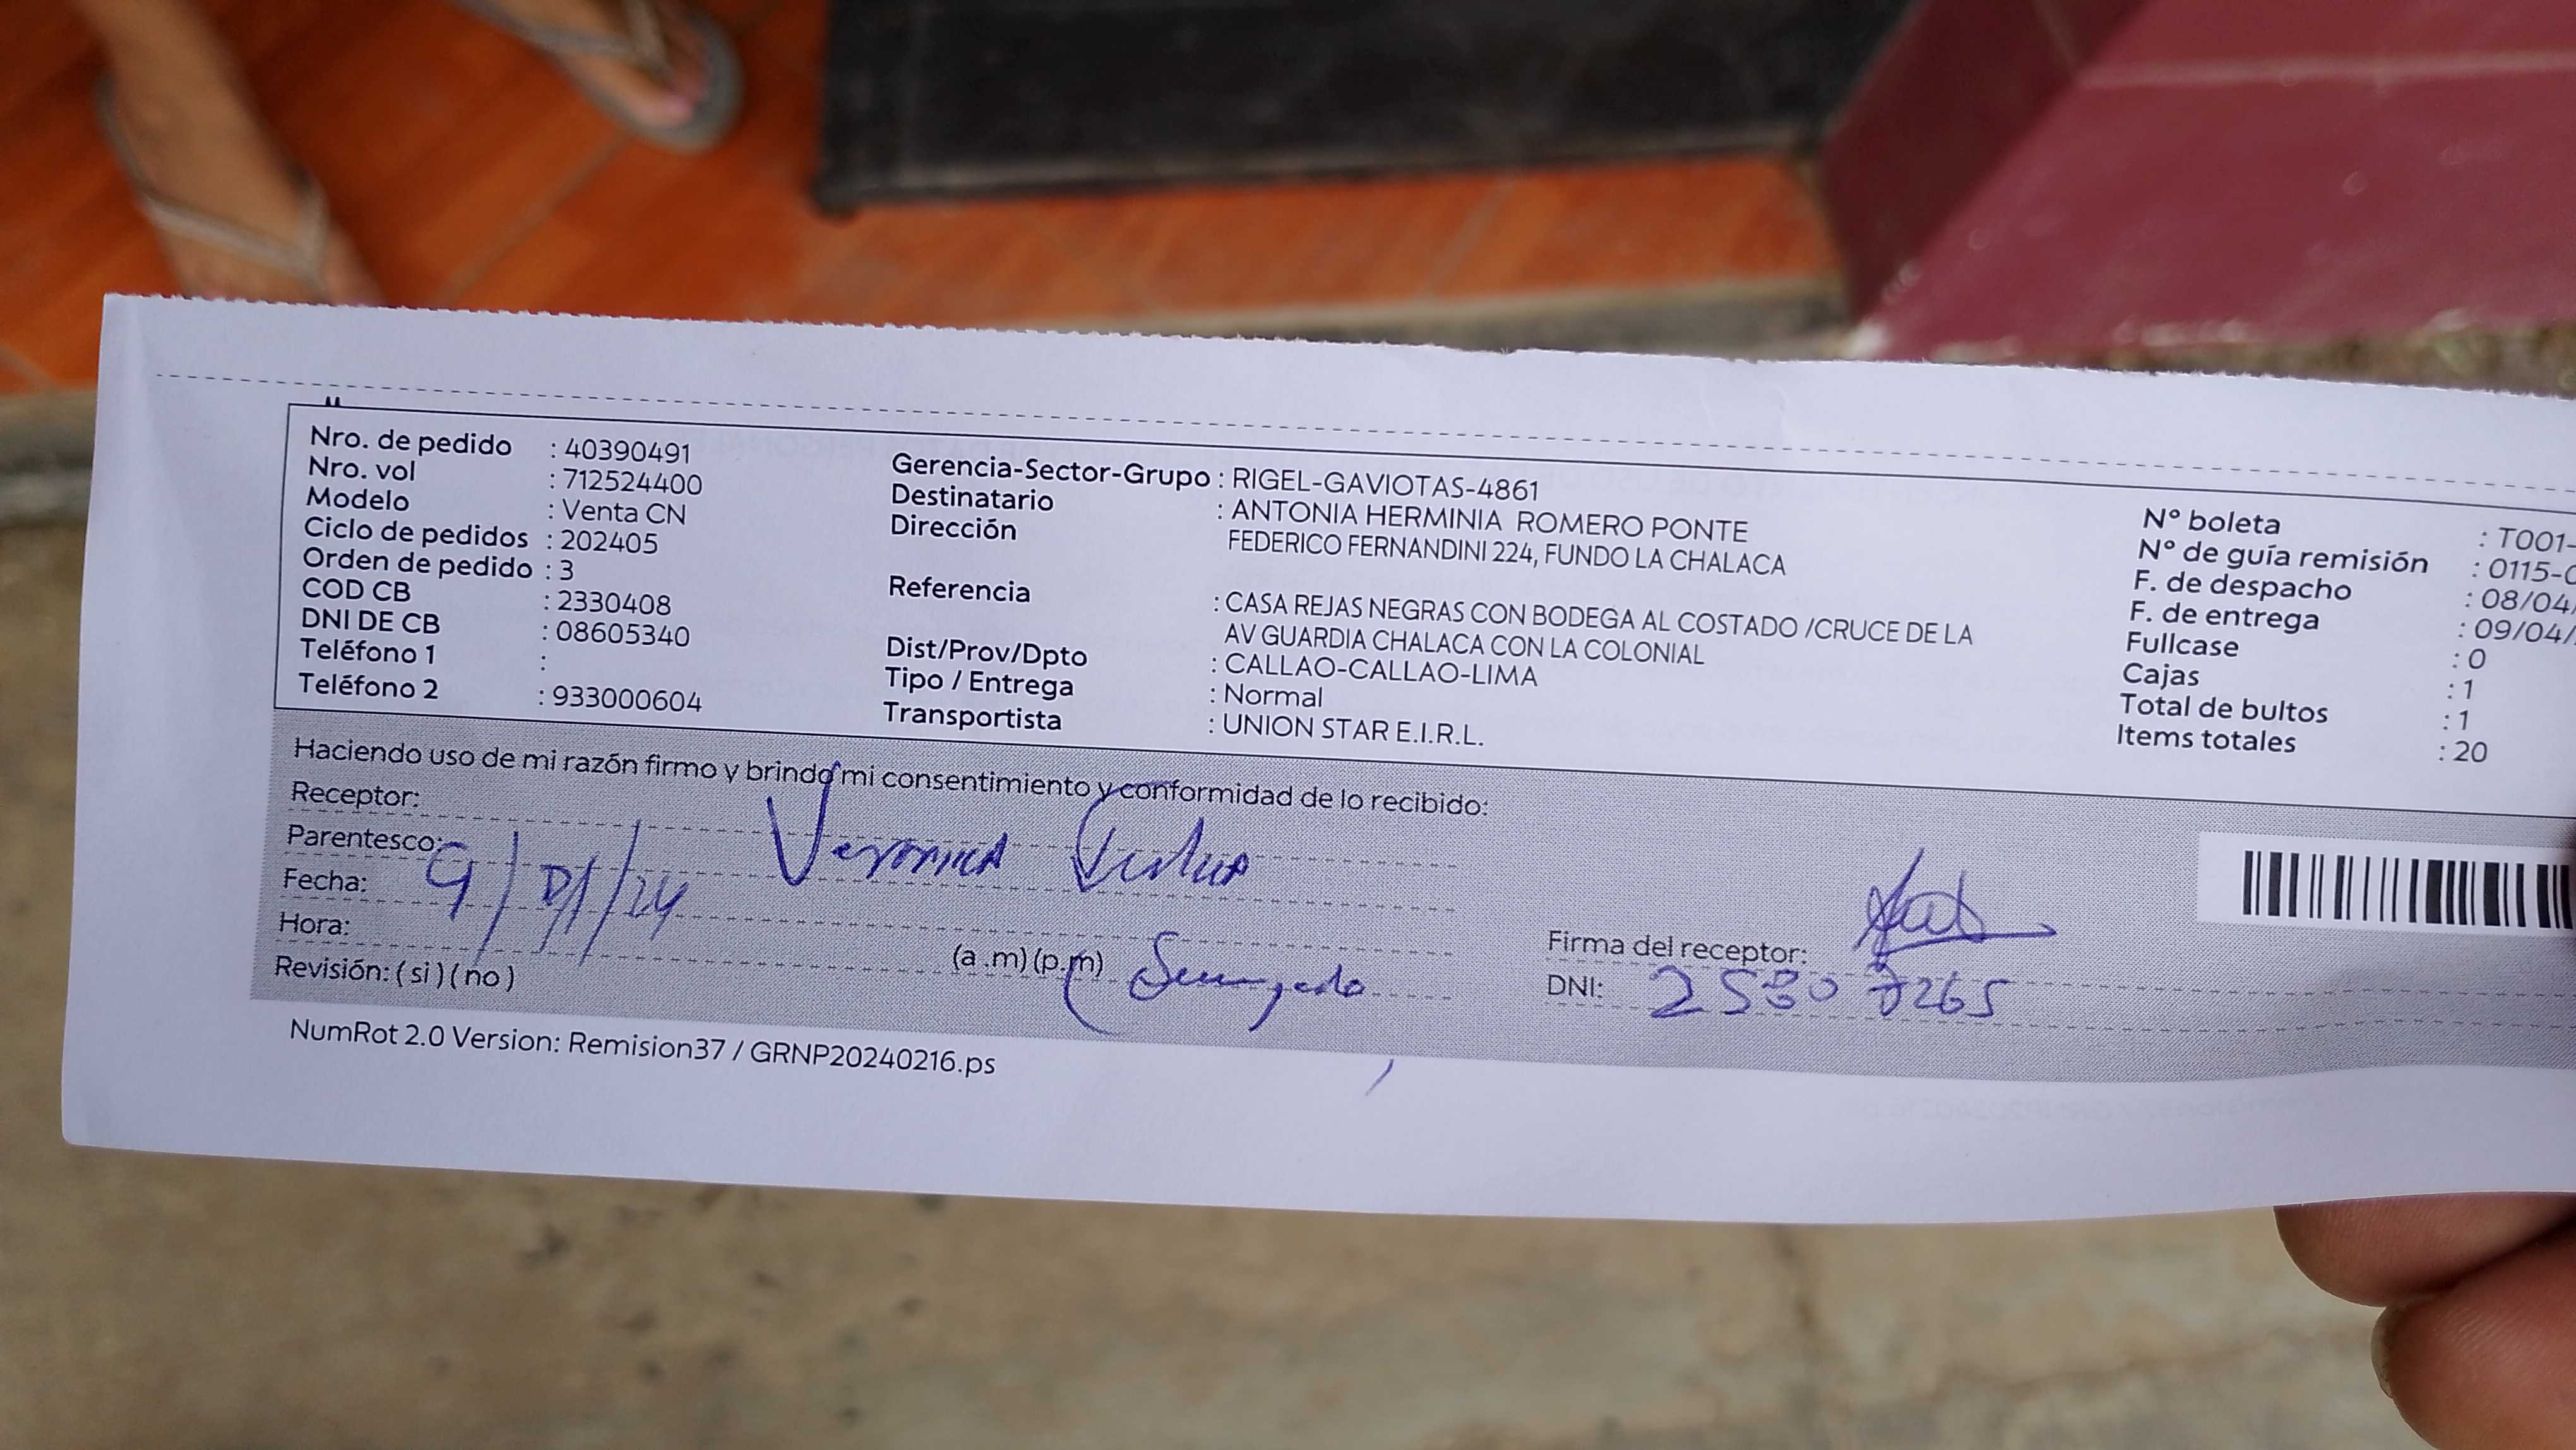 Nro. de pedido : 40390491
Nro. vol : 712524400
Modelo : Venta CN
Ciclo de pedidos : 202405
Orden de pedido : 3
COD CB : 2330408
DNI DE CB : 08605340
Teléfono 1 :
Teléfono 2 : 933000604
Gerencia-Sector-Grupo : RIGEL-GAVIOTAS-4861
Destinatario : ANTONIA HERMINIA ROMERO PONTE
Dirección FEDERICO FERNANDINI 224, FUNDO LA CHALACA
Referencia : CASA REJAS NEGRAS CON BODEGA AL COSTADO /CRUCE DE LA
AV GUARDIA CHALACA CON LA COLONIAL
Dist/Prov/Dpto : CALLAO-CALLAO-LIMA
Tipo / Entrega : Normal
Transportista : UNION STAR E.I.R.L.
N° boleta : T001-
N° de guía remisión : 0115-
F. de despacho : 08/04/
F. de entrega : 09/04/
Fullcase : 0
Cajas : 1
Total de bultos : 1
Items totales : 20
Haciendo uso de mi razón firmo y brindo mi consentimiento y conformidad de lo recibido:
Receptor:
Parentesco: Veronica
Fecha:
Hora: (a .m) (p.m)
Revisión: ( si ) ( no )
Firma del receptor:
DNI:
NumRot 2.0 Version: Remision37 / GRNP20240216.ps